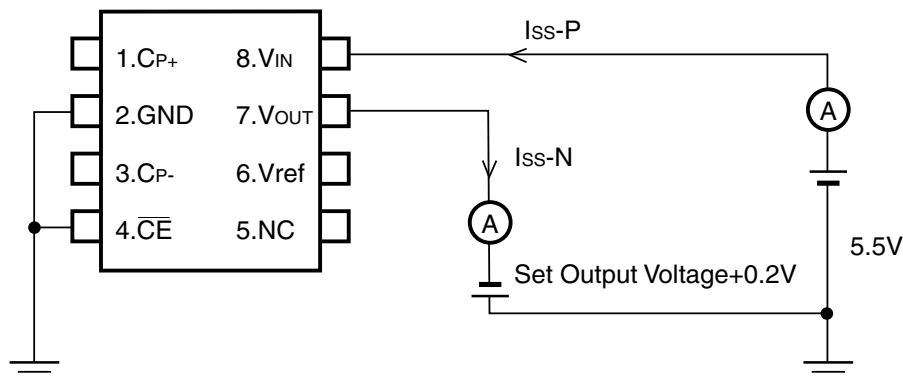 ISS-P
1.CP+ 8.VIN
2.GND 7.VOUT
A
3.CP- 6.Vref
ISS-N
4.C̅E̅ 5.NC
A
5.5V
Set Output Voltage+0.2V